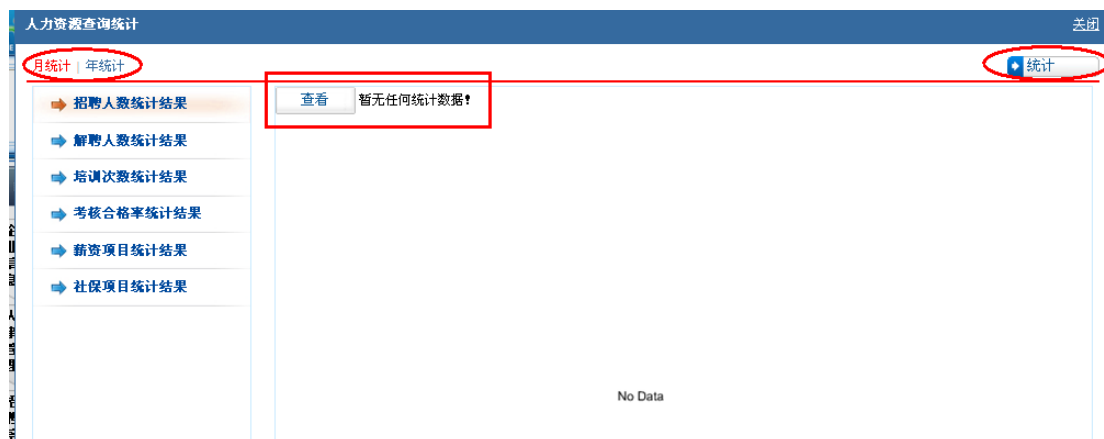 人力资源查询统计 关闭
月统计 | 年统计 统计
招聘人数统计结果 查看 暂无任何统计数据!
解聘人数统计结果
培训次数统计结果
考核合格率统计结果
薪资项目统计结果
社保项目统计结果
No Data